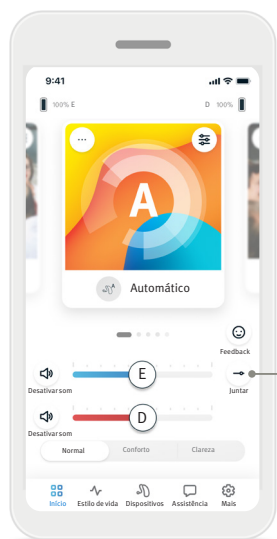 9:41
100% E
D 100%
A
Automático
Feedback
E
Desativar som
Juntar
D
Desativar som
Normal Conforto Clareza
Início Estilo de vida Dispositivos Assistência Mais